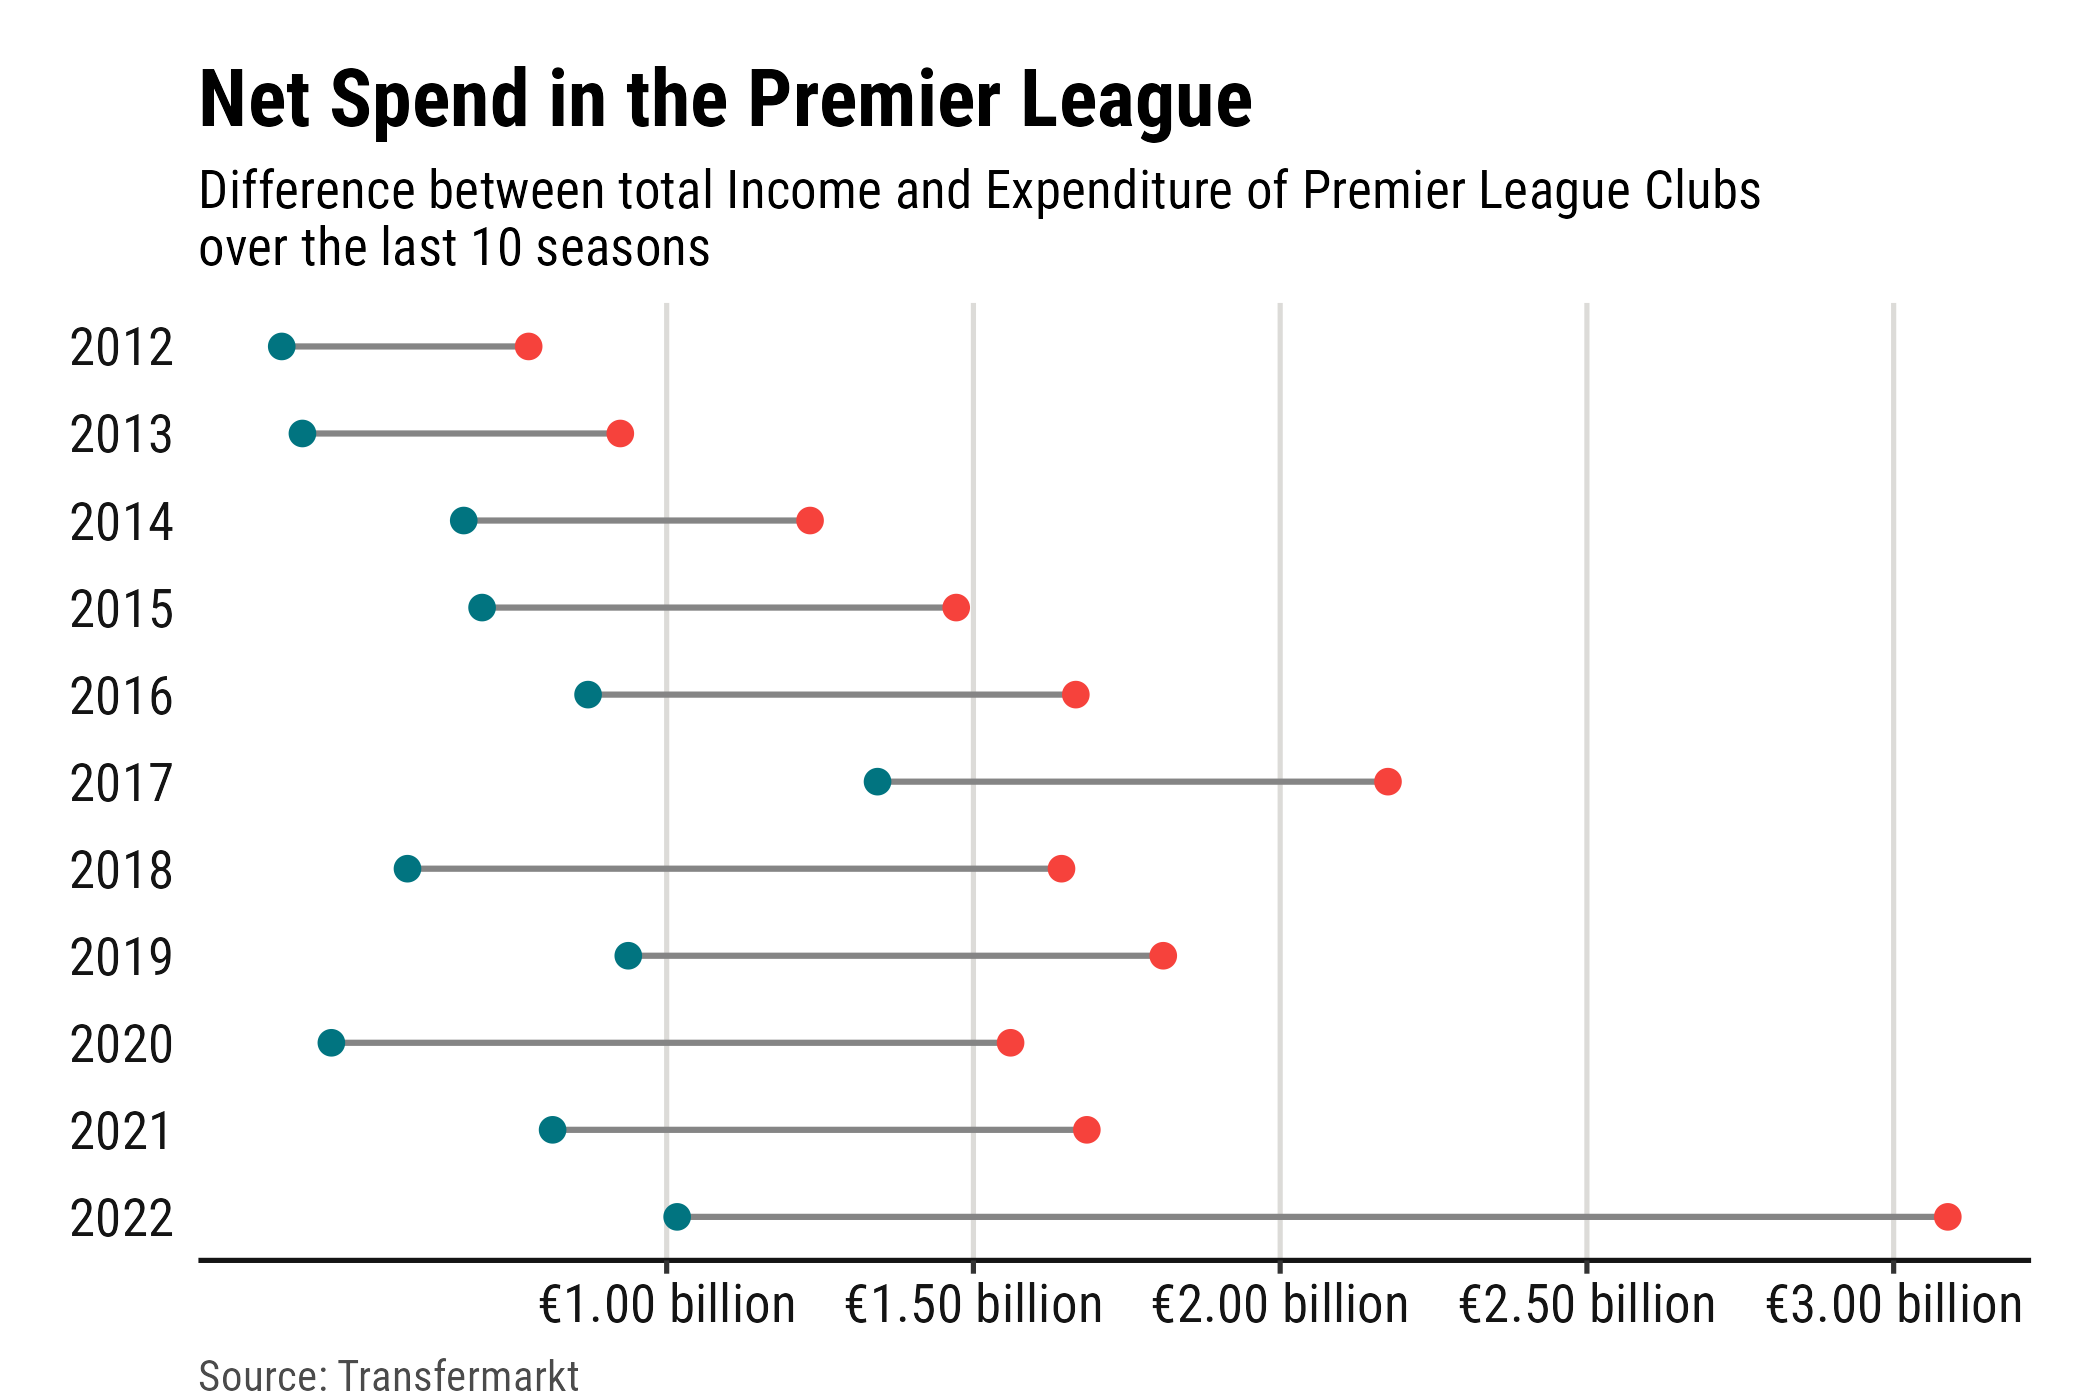 Net Spend in the Premier League
Difference between total Income and Expenditure of Premier League Clubs
over the last 10 seasons
2012
2013
2014
2015
2016
2017
2018
2019
2020
2021
2022
€1.00 billion €1.50 billion €2.00 billion €2.50 billion €3.00 billion
Source: Transfermarkt